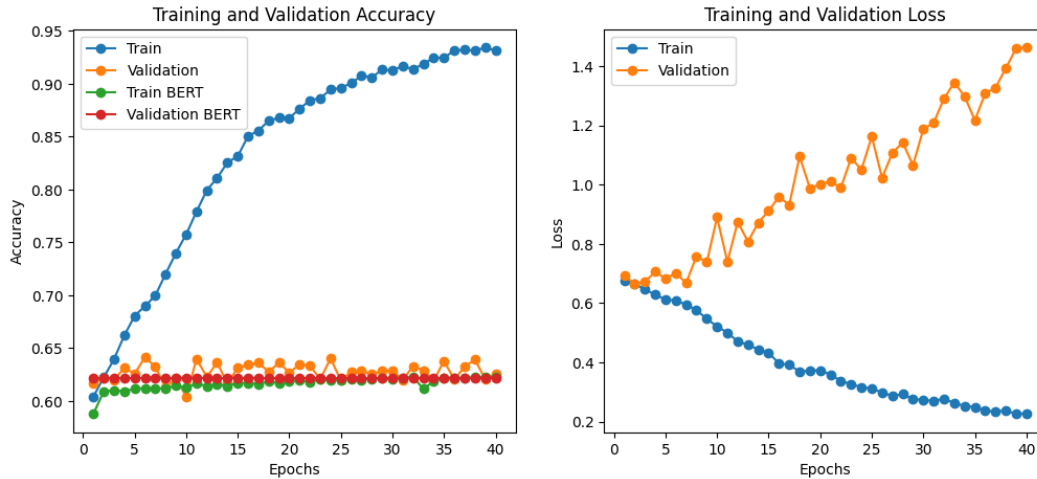 Training and Validation Accuracy
Train
Validation
Train BERT
Validation BERT
Accuracy
0.95
0.90
0.85
0.80
0.75
0.70
0.65
0.60
0 5 10 15 20 25 30 35 40
Epochs
Training and Validation Loss
Train
Validation
Loss
1.4
1.2
1.0
0.8
0.6
0.4
0.2
0 5 10 15 20 25 30 35 40
Epochs